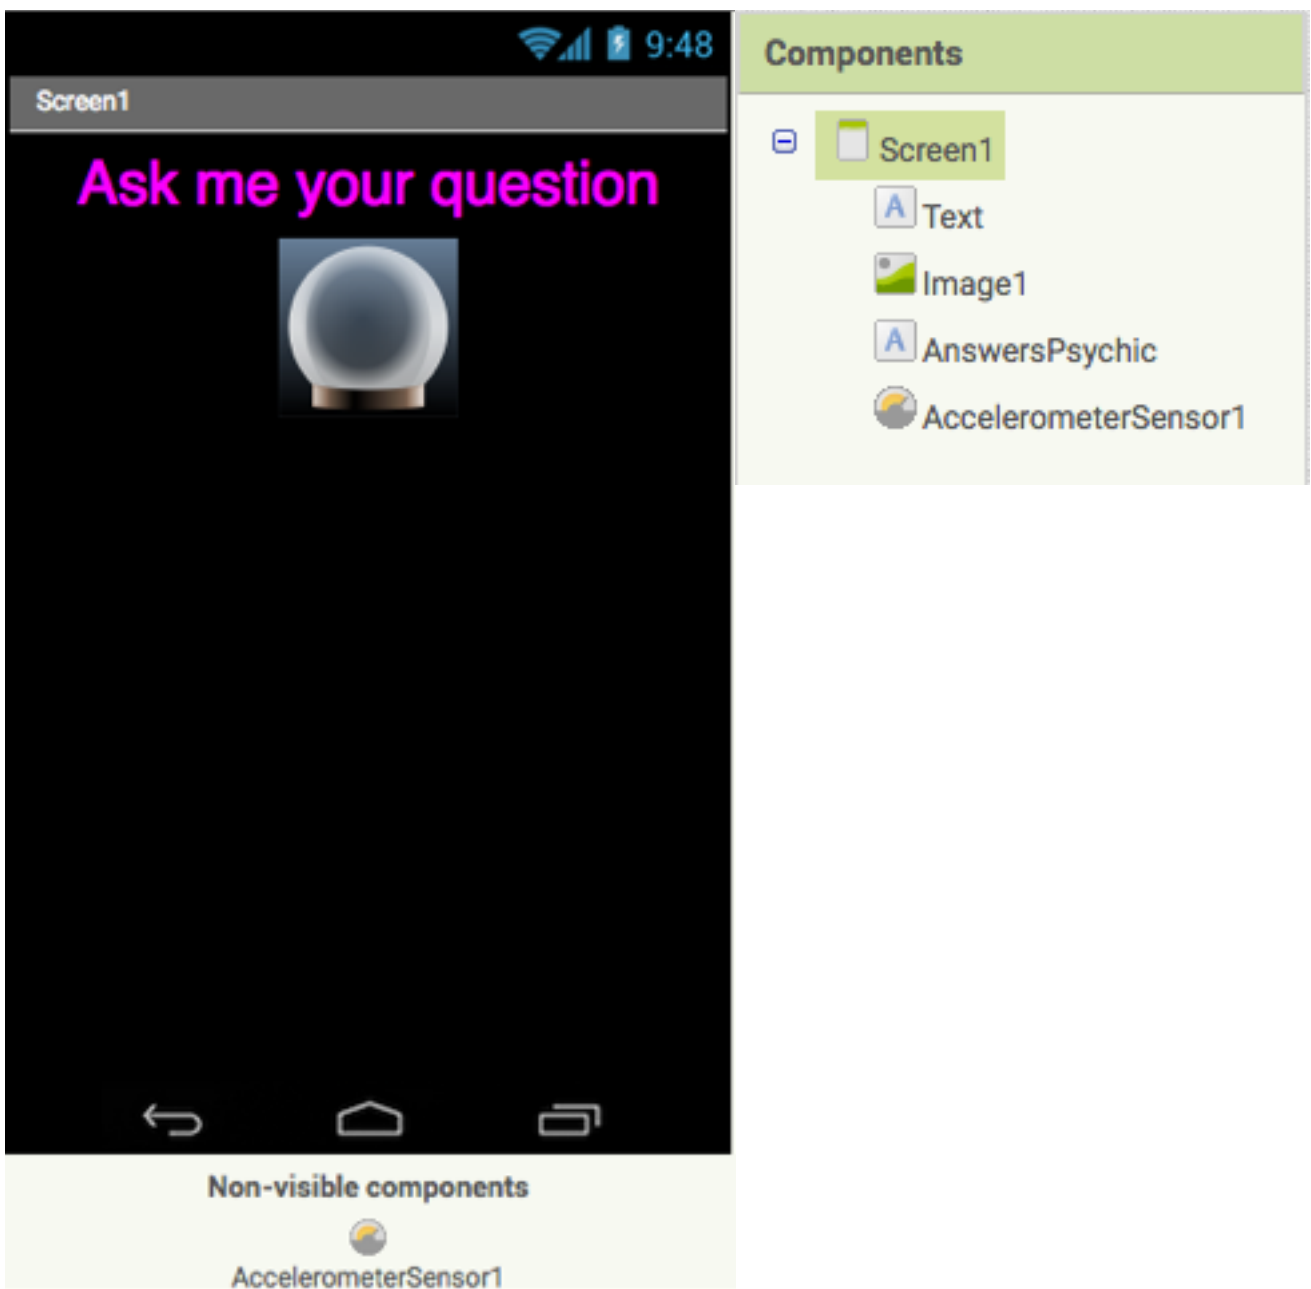 9:48
Screen1
Ask me your question
Non-visible components
AccelerometerSensor1
Components
Screen1
A Text
Image1
A AnswersPsychic
AccelerometerSensor1